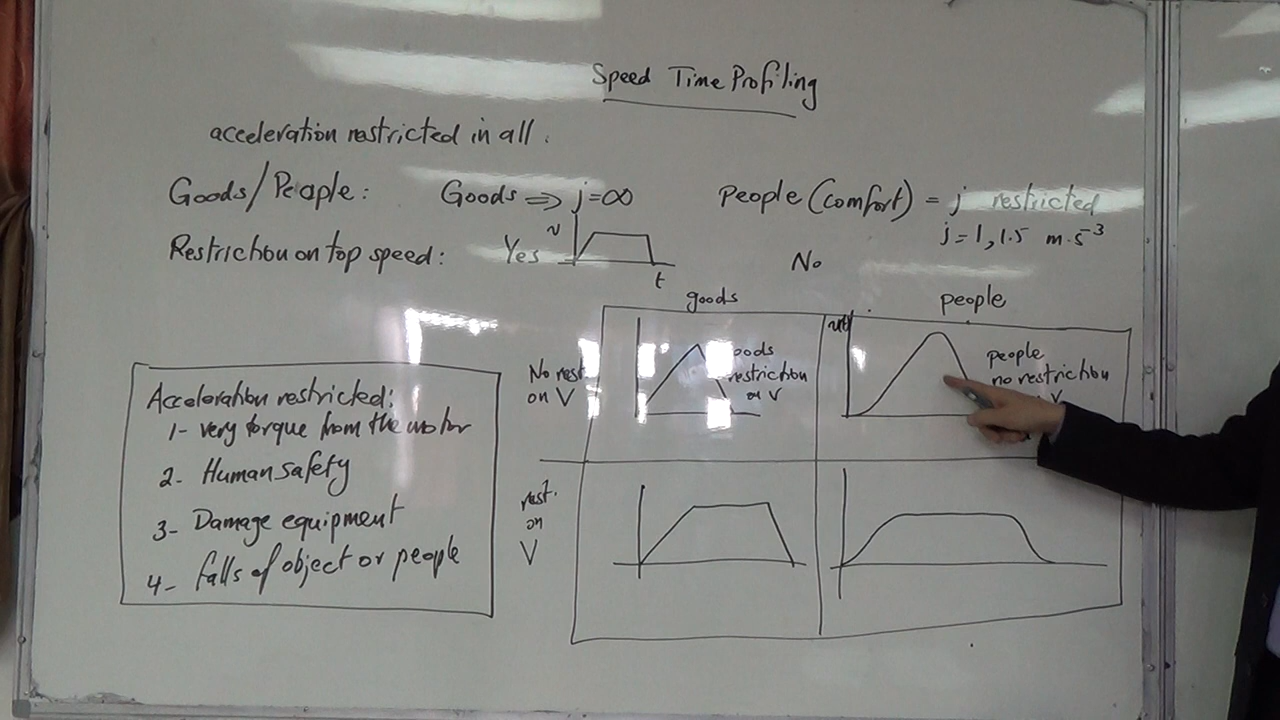 Speed Time Profiling
acceleration restricted in all.
Goods/People: Goods ⇒ j=∞ People (comfort) = j restricted
j=1, 1.5 m·s⁻³
Restriction on top speed: Yes v t No
goods people
No rest. on V
restriction on V
people no restriction V
rest. on V
Acceleration restricted:
1- very torque from the motor
2- Human safety
3- Damage equipment
4- falls of object or people